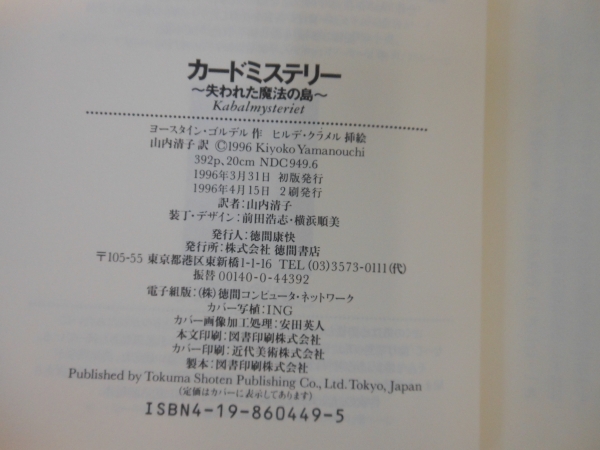 カードミステリー
〜失われた魔法の島〜
Kabalmysteriet
ヨースタイン・ゴルデル 作　ヒルデ・クラメル 挿絵
山内清子 訳 ©1996 Kiyoko Yamanouchi
392p, 20cm NDC949.6
1996年3月31日 初版発行
1996年4月15日 2刷発行
訳者：山内清子
装丁・デザイン：前田浩志・横浜順美
発行人：徳間康快
発行所：株式会社 徳間書店
〒105-55 東京都港区東新橋1-1-16 TEL (03)3573-0111(代)
振替 00140-0-44392
電子組版：(株)徳間コンピュータ・ネットワーク
カバー写植：ING
カバー画像加工処理：安田英人
本文印刷：図書印刷株式会社
カバー印刷：近代美術株式会社
製本：図書印刷株式会社
Published by Tokuma Shoten Publishing Co., Ltd. Tokyo, Japan
(定価はカバーに表示してあります)
ISBN4-19-860449-5